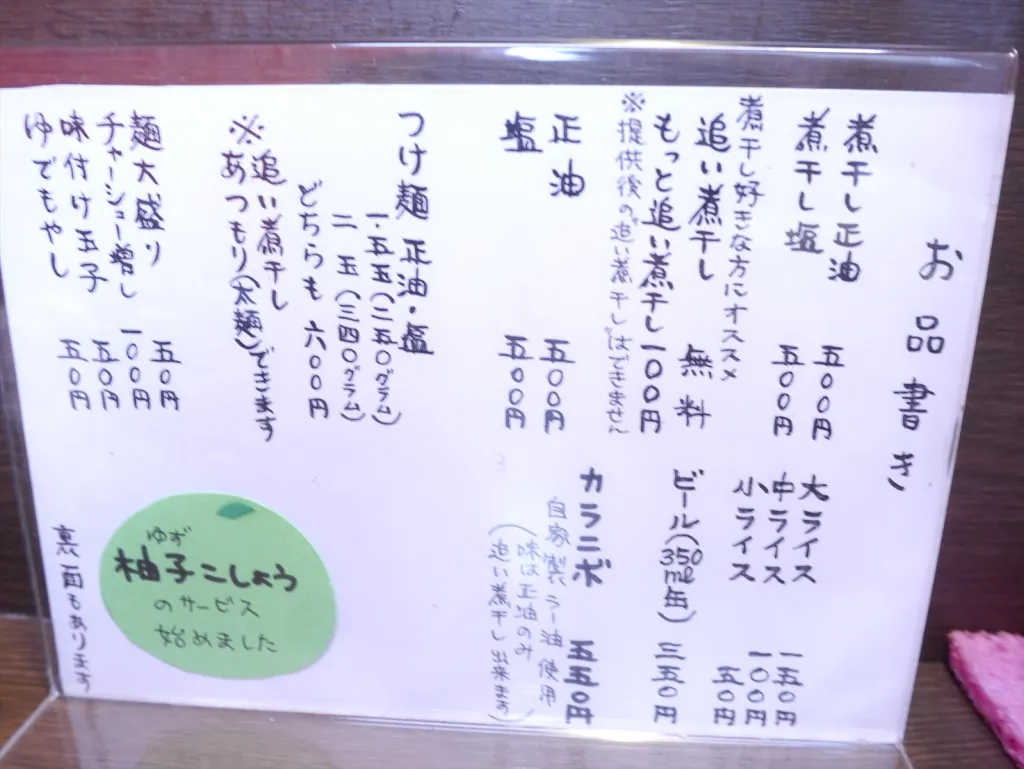 お品書き
煮干し正油 五〇〇円
煮干し塩 五〇〇円
煮干し好きな方にオススメ
追い煮干し 無料
もっと追い煮干し 一〇〇円
※提供後の"追い煮干し"はできません
正油 五〇〇円
塩 五〇〇円
つけ麺 正油・塩
一.五玉(二五〇グラム)
二 玉(三四〇グラム)
どちらも 六〇〇円
※追い煮干し
あつもり(太麺)できます
麺大盛り 五〇円
チャーシュー増し 一〇〇円
味付け玉子 五〇円
ゆでもやし 五〇円
大ライス 一五〇円
中ライス 一〇〇円
小ライス 五〇円
ビール(350ml缶) 三五〇円
カラニボ 五五〇円
自家製ラー油使用
(味は正油のみ
追い煮干し出来ます)
ゆず
柚子こしょう
のサービス
始めました
裏面もあります